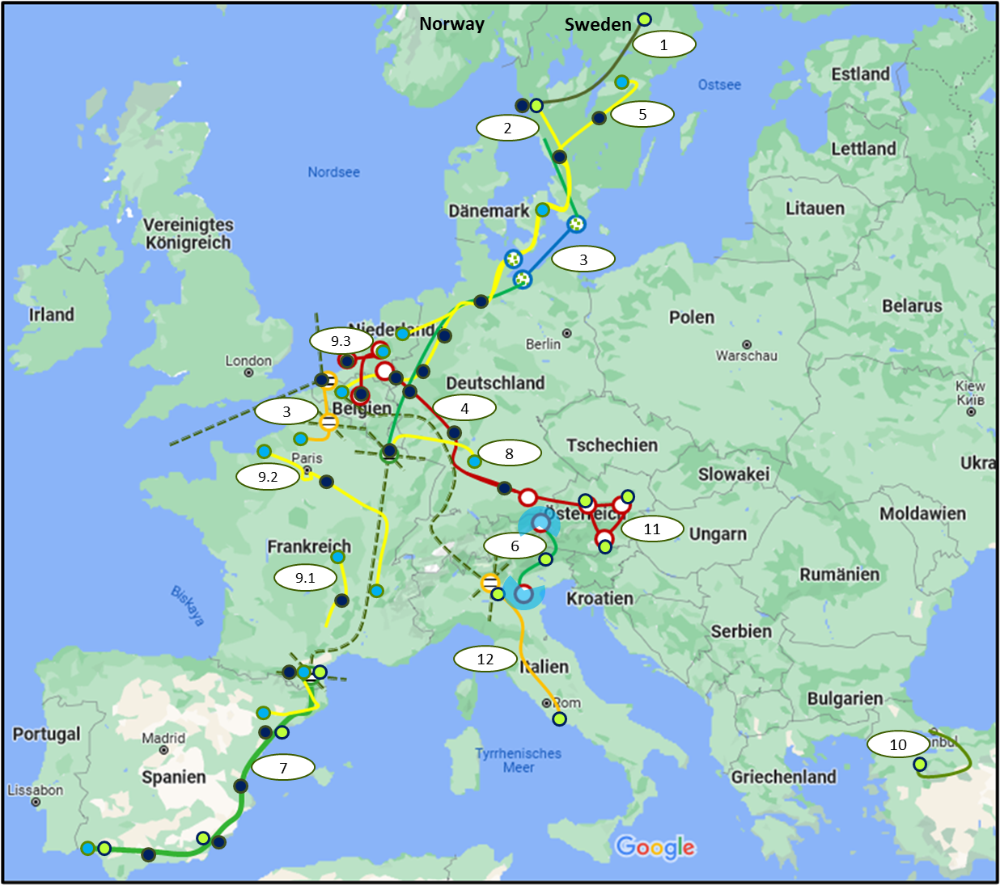 Norway
Sweden
1
Estland
Ostsee
5
2
Lettland
Nordsee
Dänemark
Litauen
Vereinigtes
Königreich
3
Irland
Niederland
Polen
Belarus
9.3
Berlin
Warschau
London
Deutschland
Kiew
Київ
3
Belgien
4
Tschechien
8
Paris
Slowakei
Ukra
9.2
Österreich
Moldawien
11
Ungarn
Frankreich
6
9.1
Rumänien
Kroatien
Biskaya
Serbien
12
Italien
Bulgarien
Rom
Portugal
Madrid
10
nbul
Tyrrhenisches
Meer
7
Spanien
Griechenland
Lissabon
Google